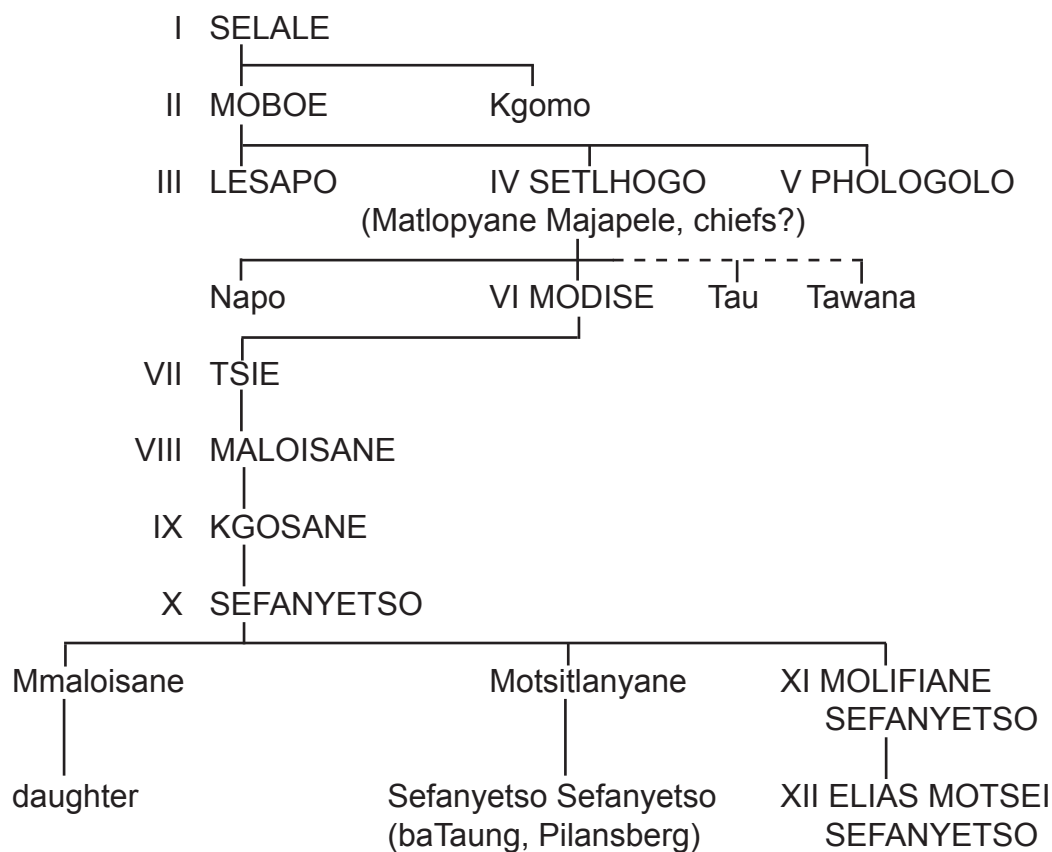 I SELALE
II MOBOE Kgomo
III LESAPO IV SETLHOGO V PHOLOGOLO
(Matlopyane Majapele, chiefs?)
Napo VI MODISE Tau Tawana
VII TSIE
VIII MALOISANE
IX KGOSANE
X SEFANYETSO
Mmaloisane Motsitlanyane XI MOLIFIANE
SEFANYETSO
daughter Sefanyetso Sefanyetso XII ELIAS MOTSEI
(baTaung, Pilansberg) SEFANYETSO